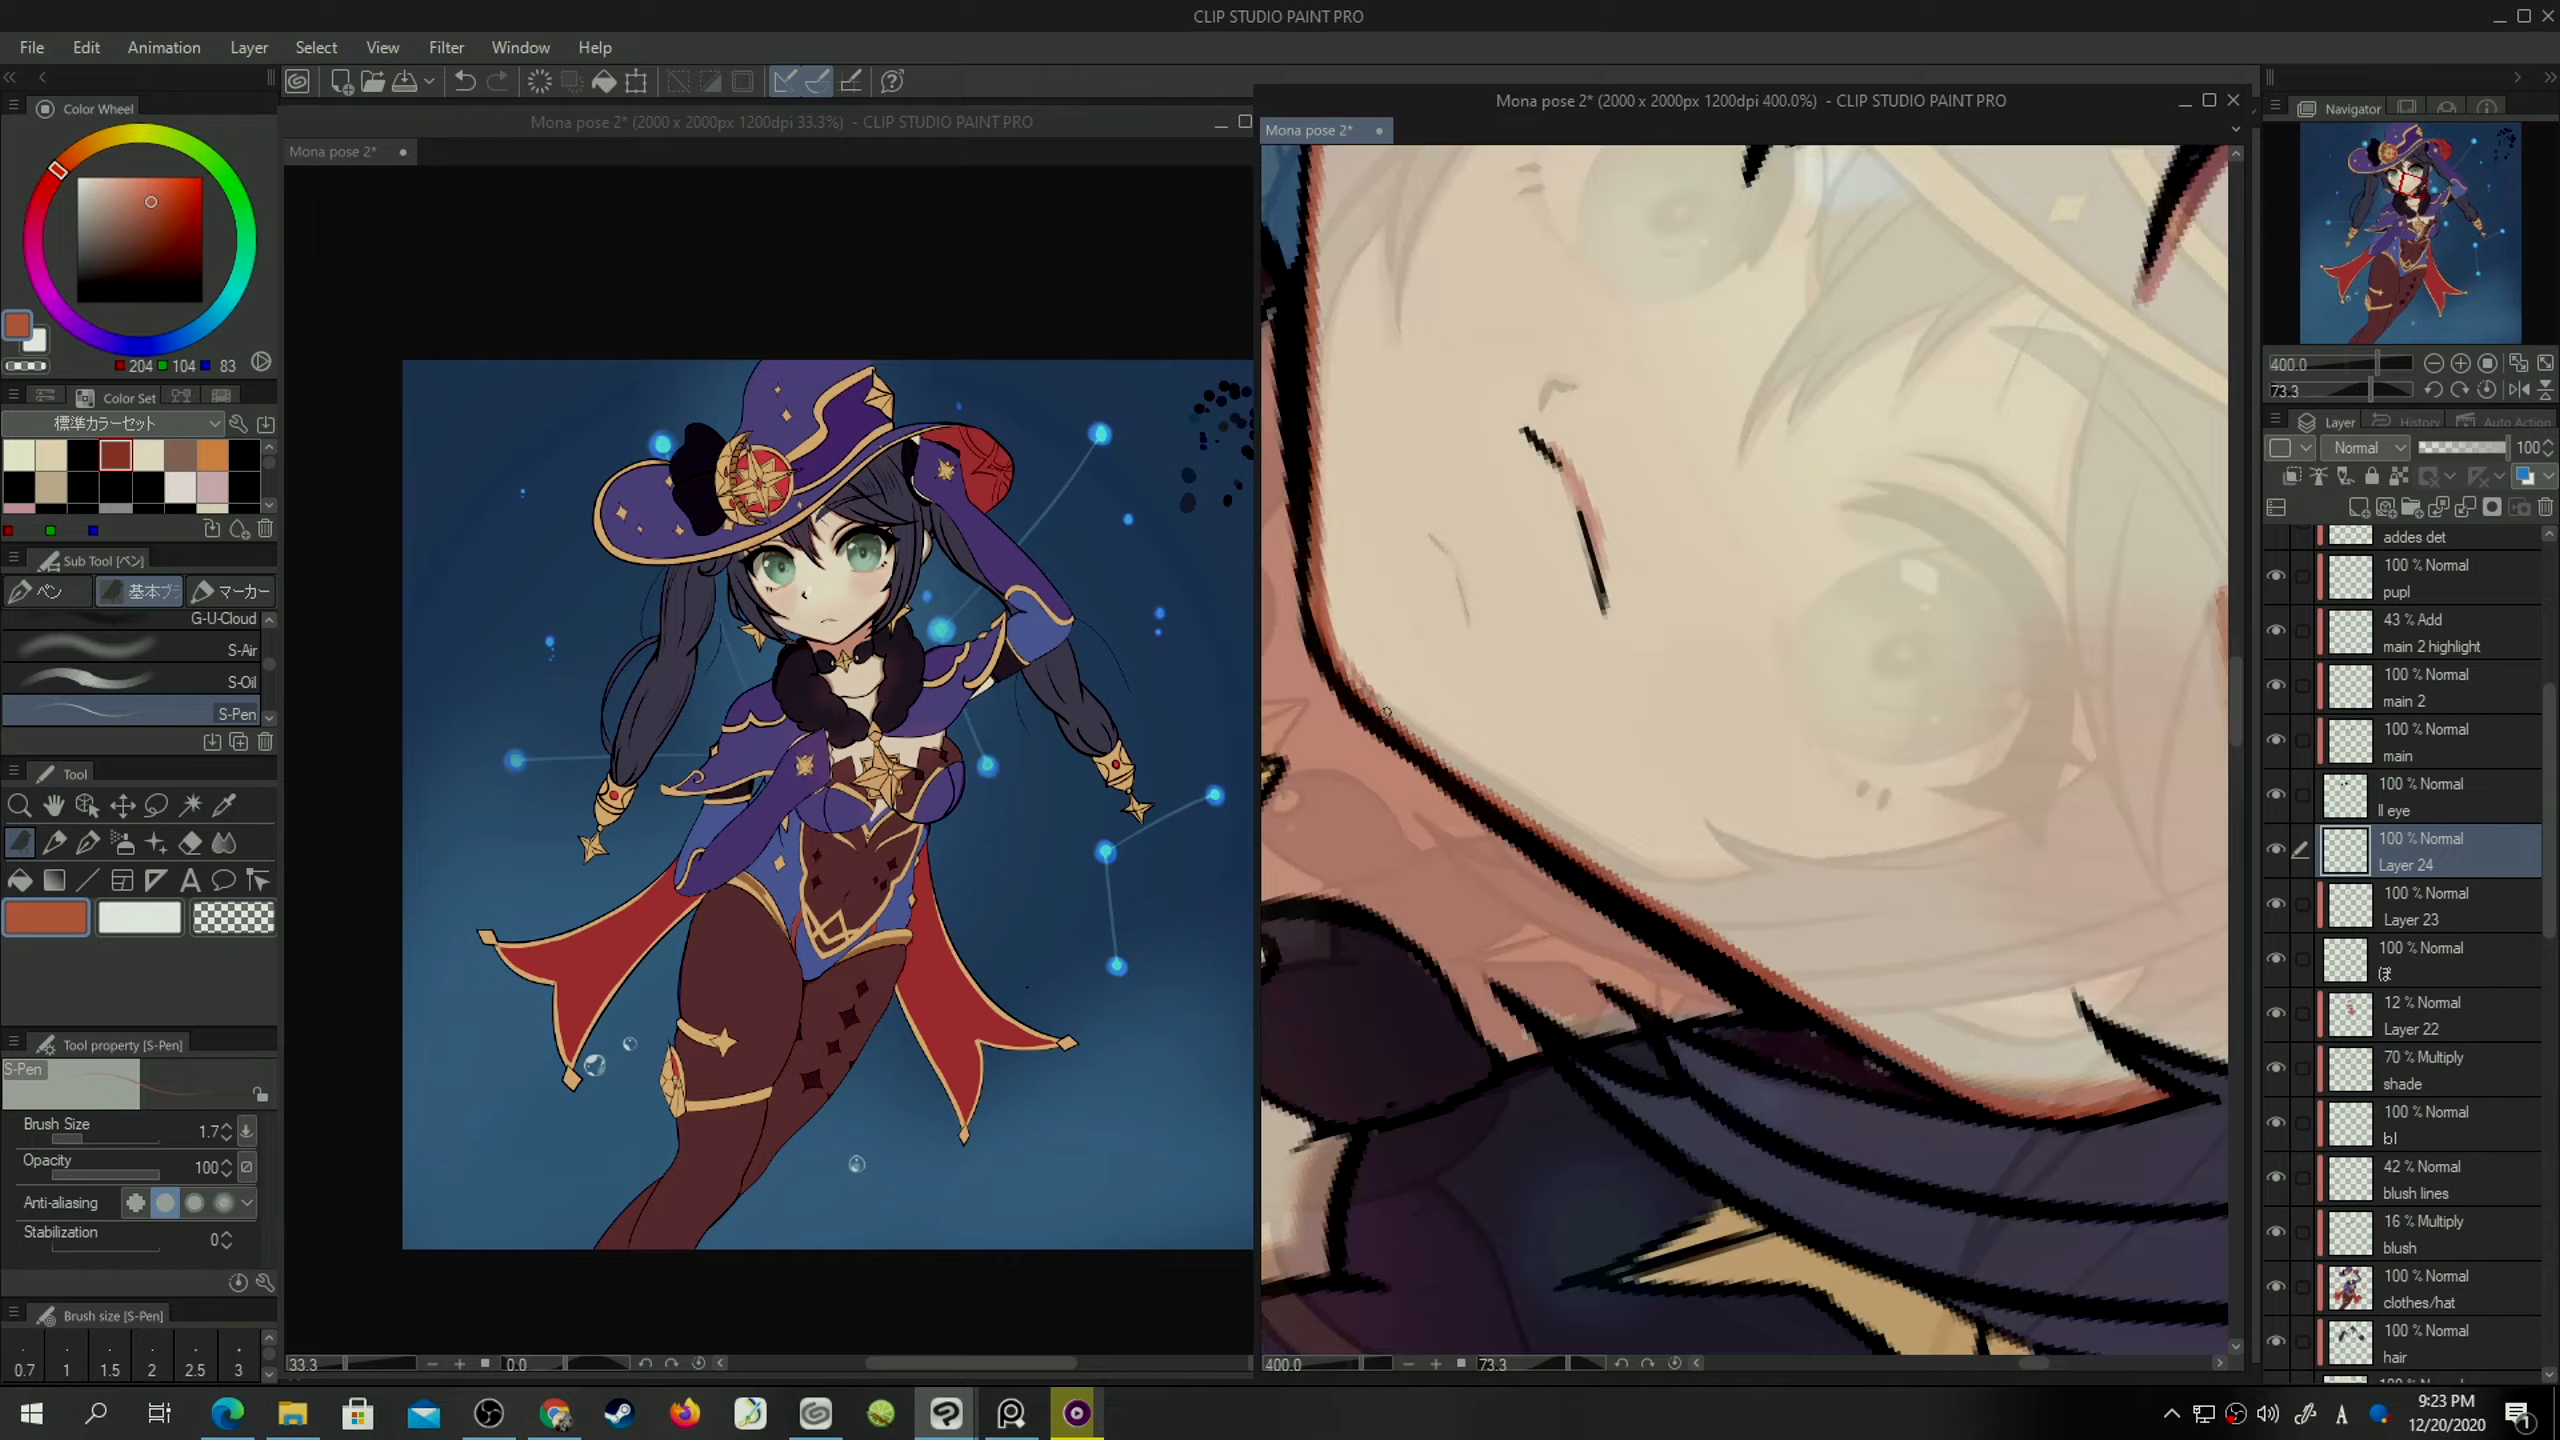 CLIP STUDIO PAINT PRO
File Edit Animation Layer Select View Filter Window Help
Color Wheel
204 104 83
Color Set
標準カラーセット
Sub Tool [ペン]
ペン
マーカー
G-U-Cloud
S-Air
S-Oil
S-Pen
Tool
Tool property [S-Pen]
S-Pen
Brush Size 1.7
Opacity 100
Anti-aliasing
Stabilization 0
Brush size [S-Pen]
0.7 1 1.5 2 2.5 3
Mona pose 2* (2000 x 2000px 1200dpi 33.3%) - CLIP STUDIO PAINT PRO
Mona pose 2*
33.3 0.0
Mona pose 2* (2000 x 2000px 1200dpi 400.0%) - CLIP STUDIO PAINT PRO
Mona pose 2*
400.0 73.3
Navigator
400.0
73.3
Layer History Auto Action
Normal 100
addes det
100 % Normal
pupl
43 % Add
main 2 highlight
100 % Normal
main 2
100 % Normal
main
100 % Normal
ll eye
100 % Normal
Layer 24
100 % Normal
Layer 23
100 % Normal
ぽ
12 % Normal
Layer 22
70 % Multiply
shade
100 % Normal
bl
42 % Normal
blush lines
16 % Multiply
blush
100 % Normal
clothes/hat
100 % Normal
hair
A
9:23 PM
12/20/2020
1